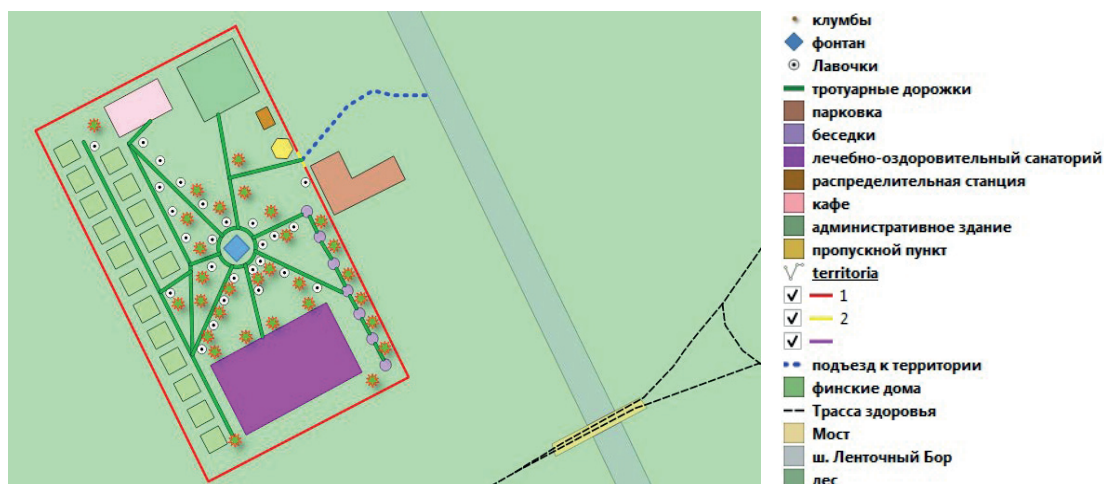 клумбы
фонтан
Лавочки
тротуарные дорожки
парковка
беседки
лечебно-оздоровительный санаторий
распределительная станция
кафе
административное здание
пропускной пункт
territoria
1
2
подъезд к территории
финские дома
Трасса здоровья
Мост
ш. Ленточный Бор
лес